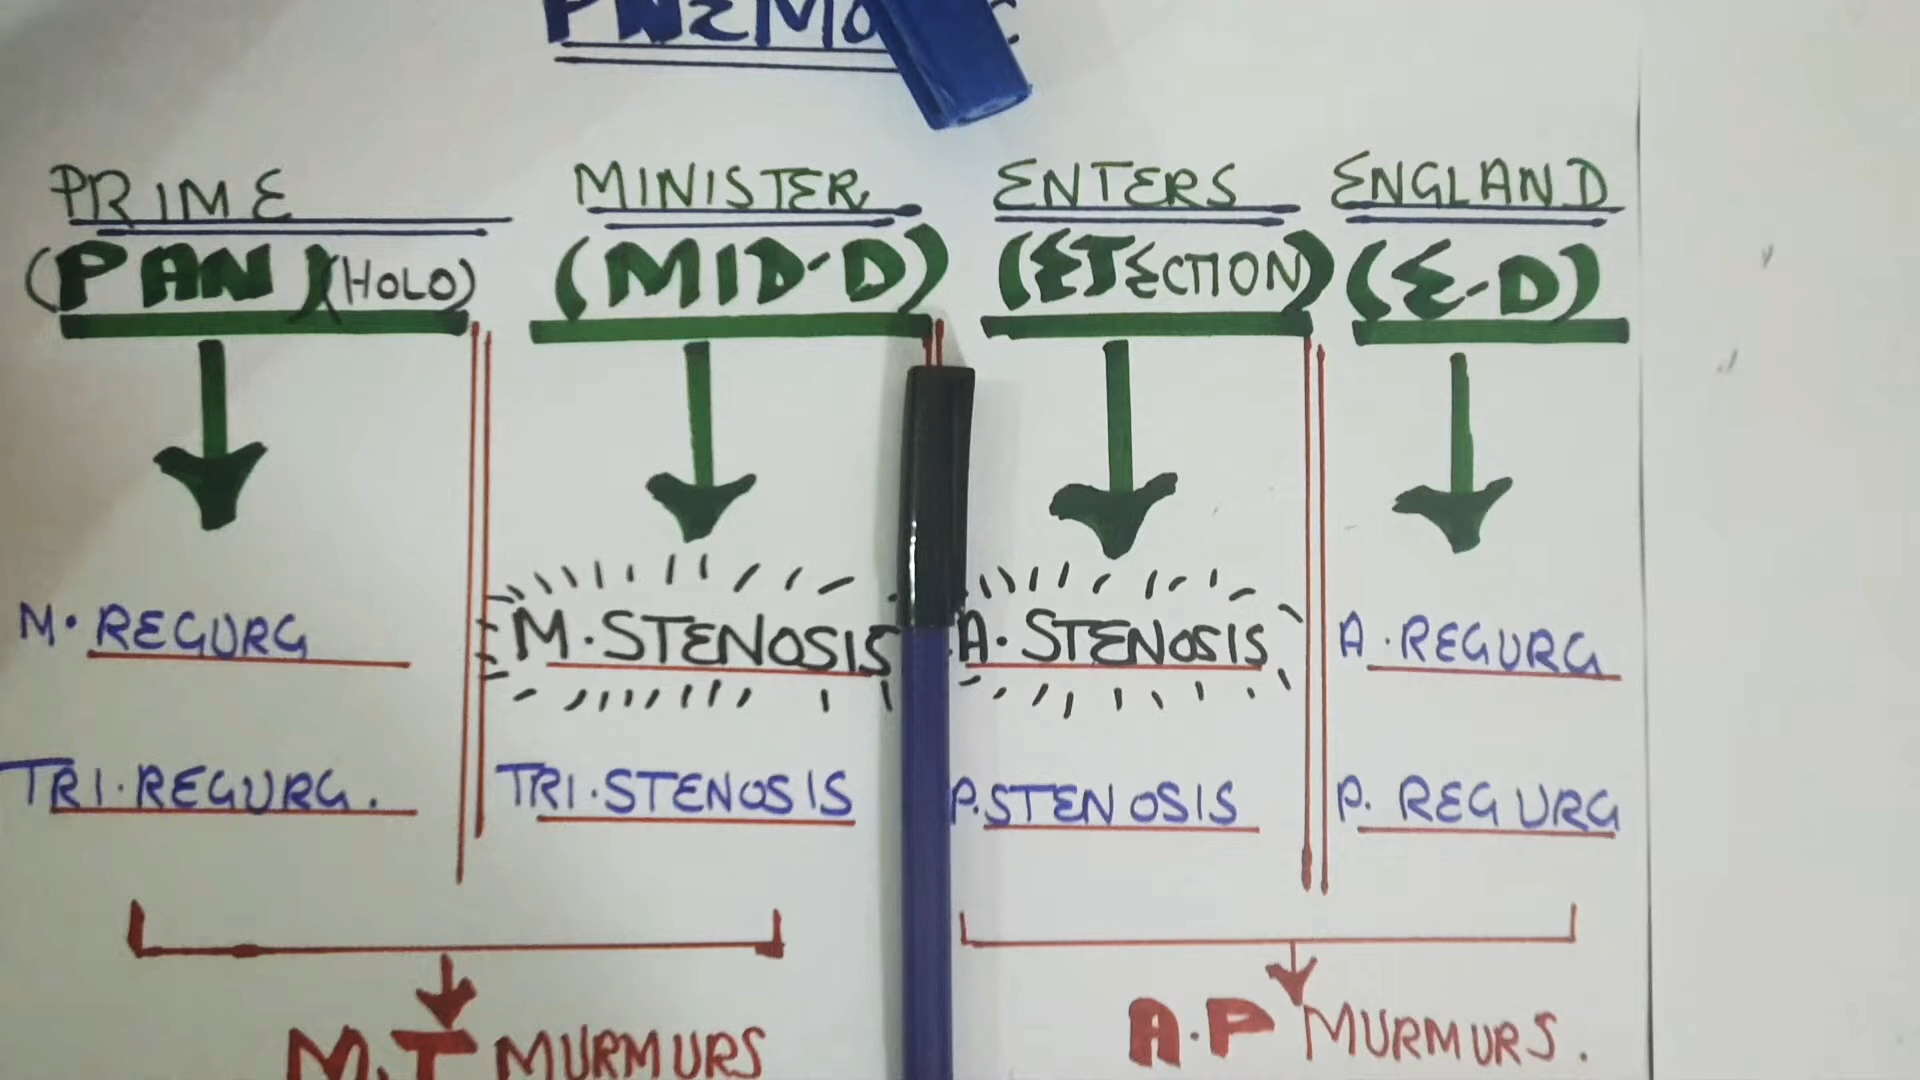 PNEMO
PRIME MINISTER ENTERS ENGLAND
(PAN)(HOLO) (MID-D) (EJECTION) (E-D)
M. REGURG M. STENOSIS A. STENOSIS A. REGURG
TRI. REGURG. TRI. STENOSIS P. STENOSIS P. REGURG
M.T MURMURS A.P MURMURS.